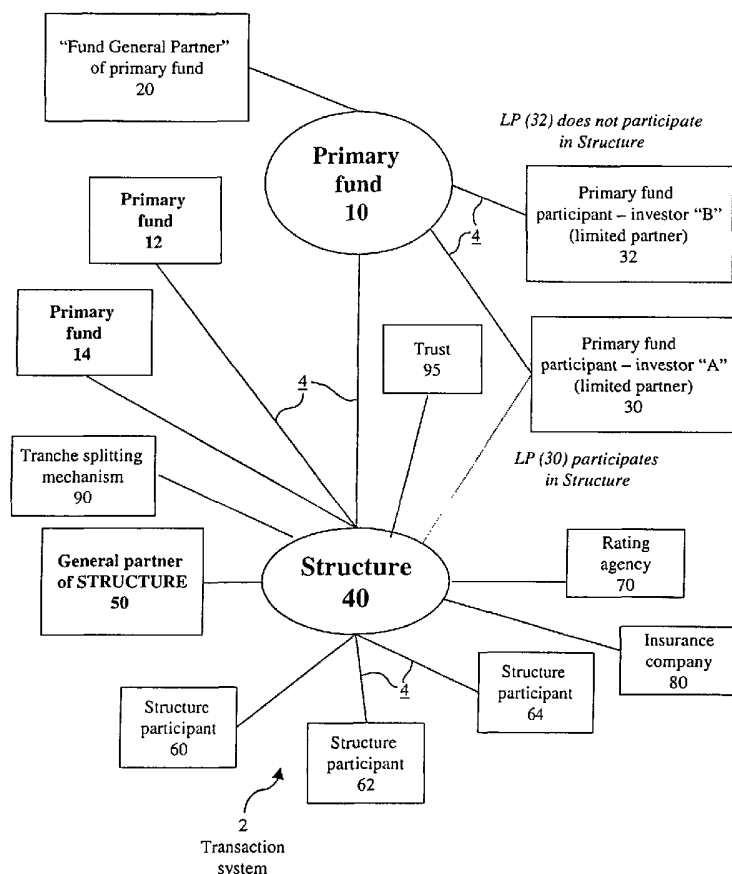 “Fund General Partner”
of primary fund
20
LP (32) does not participate
in Structure
Primary
fund
10
Primary
fund
12
4
4
Primary fund
participant – investor “B”
(limited partner)
32
Primary
fund
14
Trust
95
Primary fund
participant – investor “A”
(limited partner)
30
4
Tranche splitting
mechanism
90
LP (30) participates
in Structure
General partner
of STRUCTURE
50
Structure
40
Rating
agency
70
Insurance
company
80
4
Structure
participant
60
Structure
participant
62
Structure
participant
64
2
Transaction
system